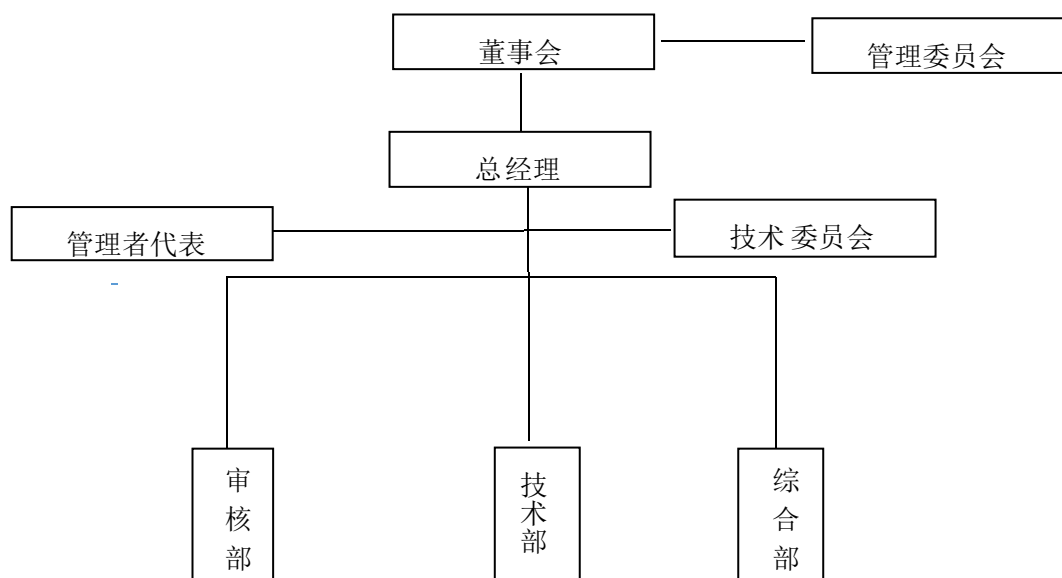 董事会
管理委员会
总经理
管理者代表
技术 委员会
审核部
技术部
综合部